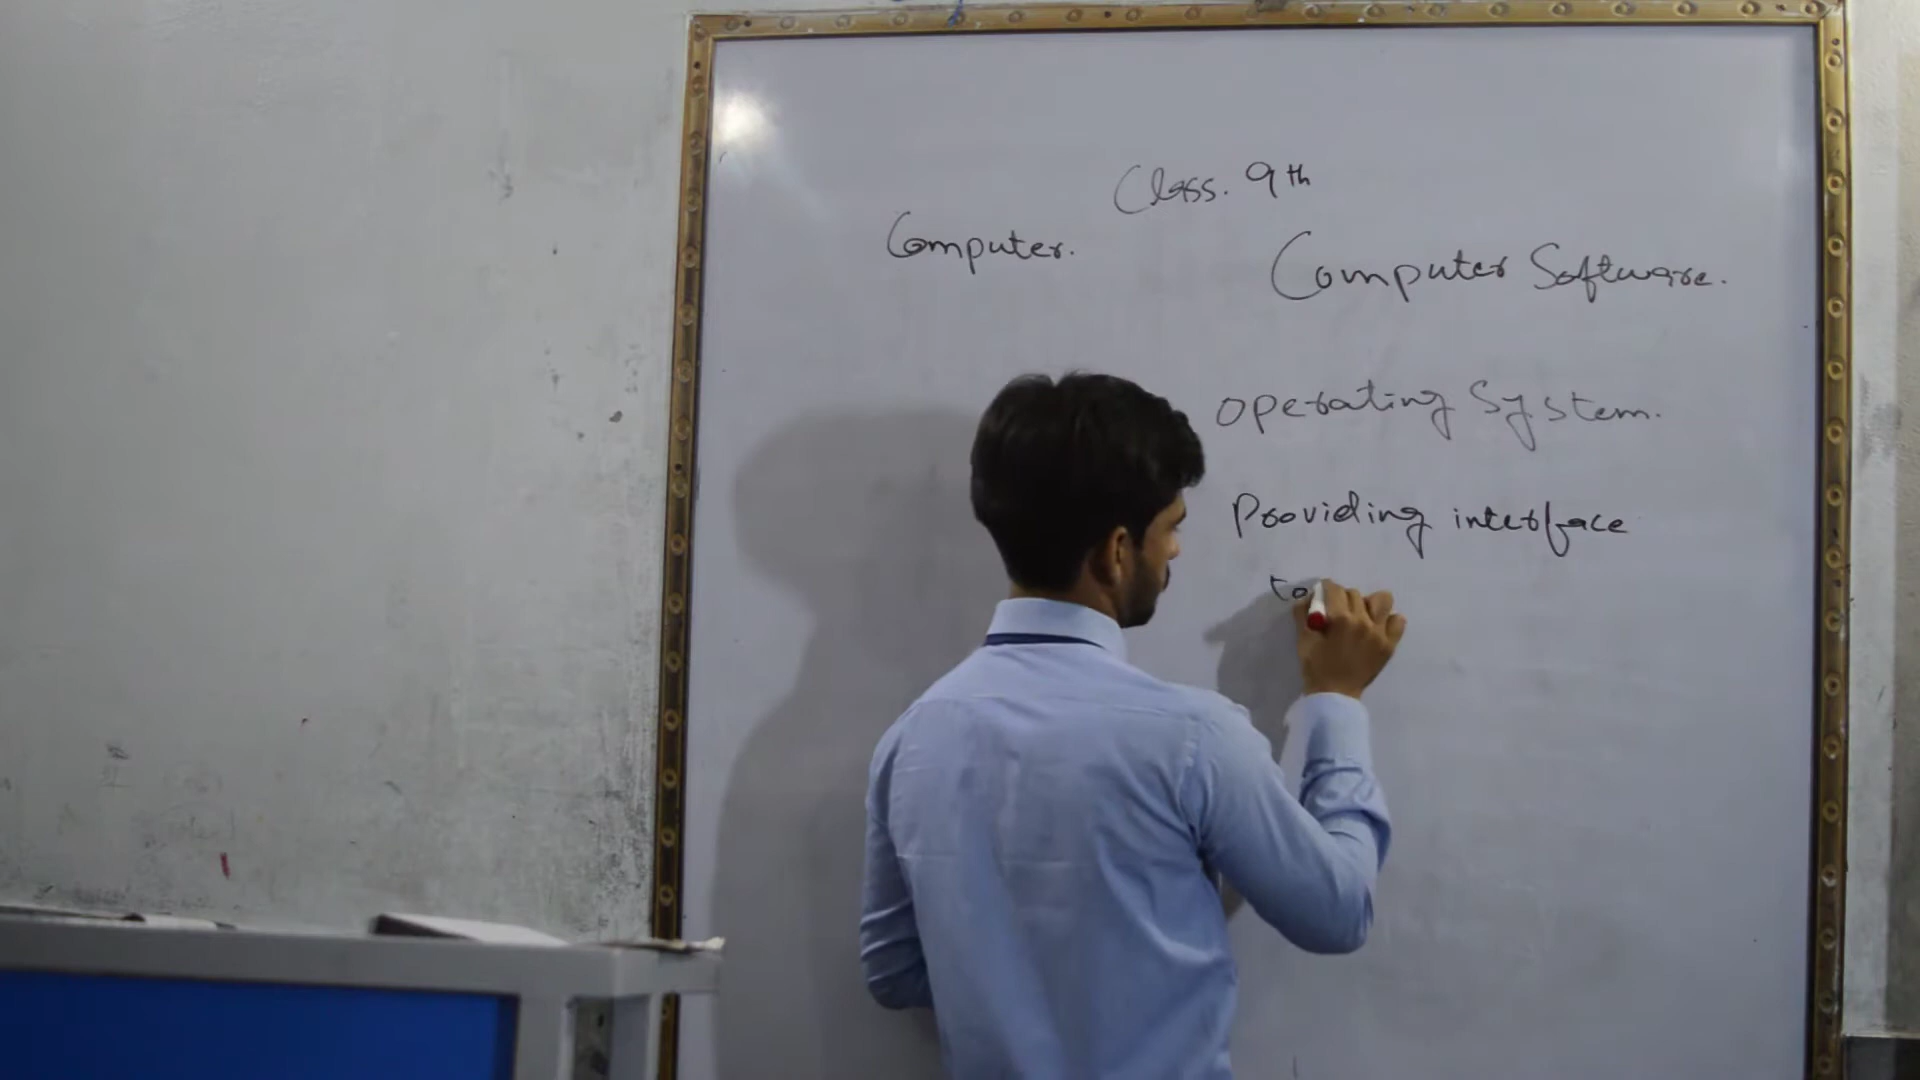 Class. 9th
Computer.
Computer Software.
Operating System.
Providing interface
to